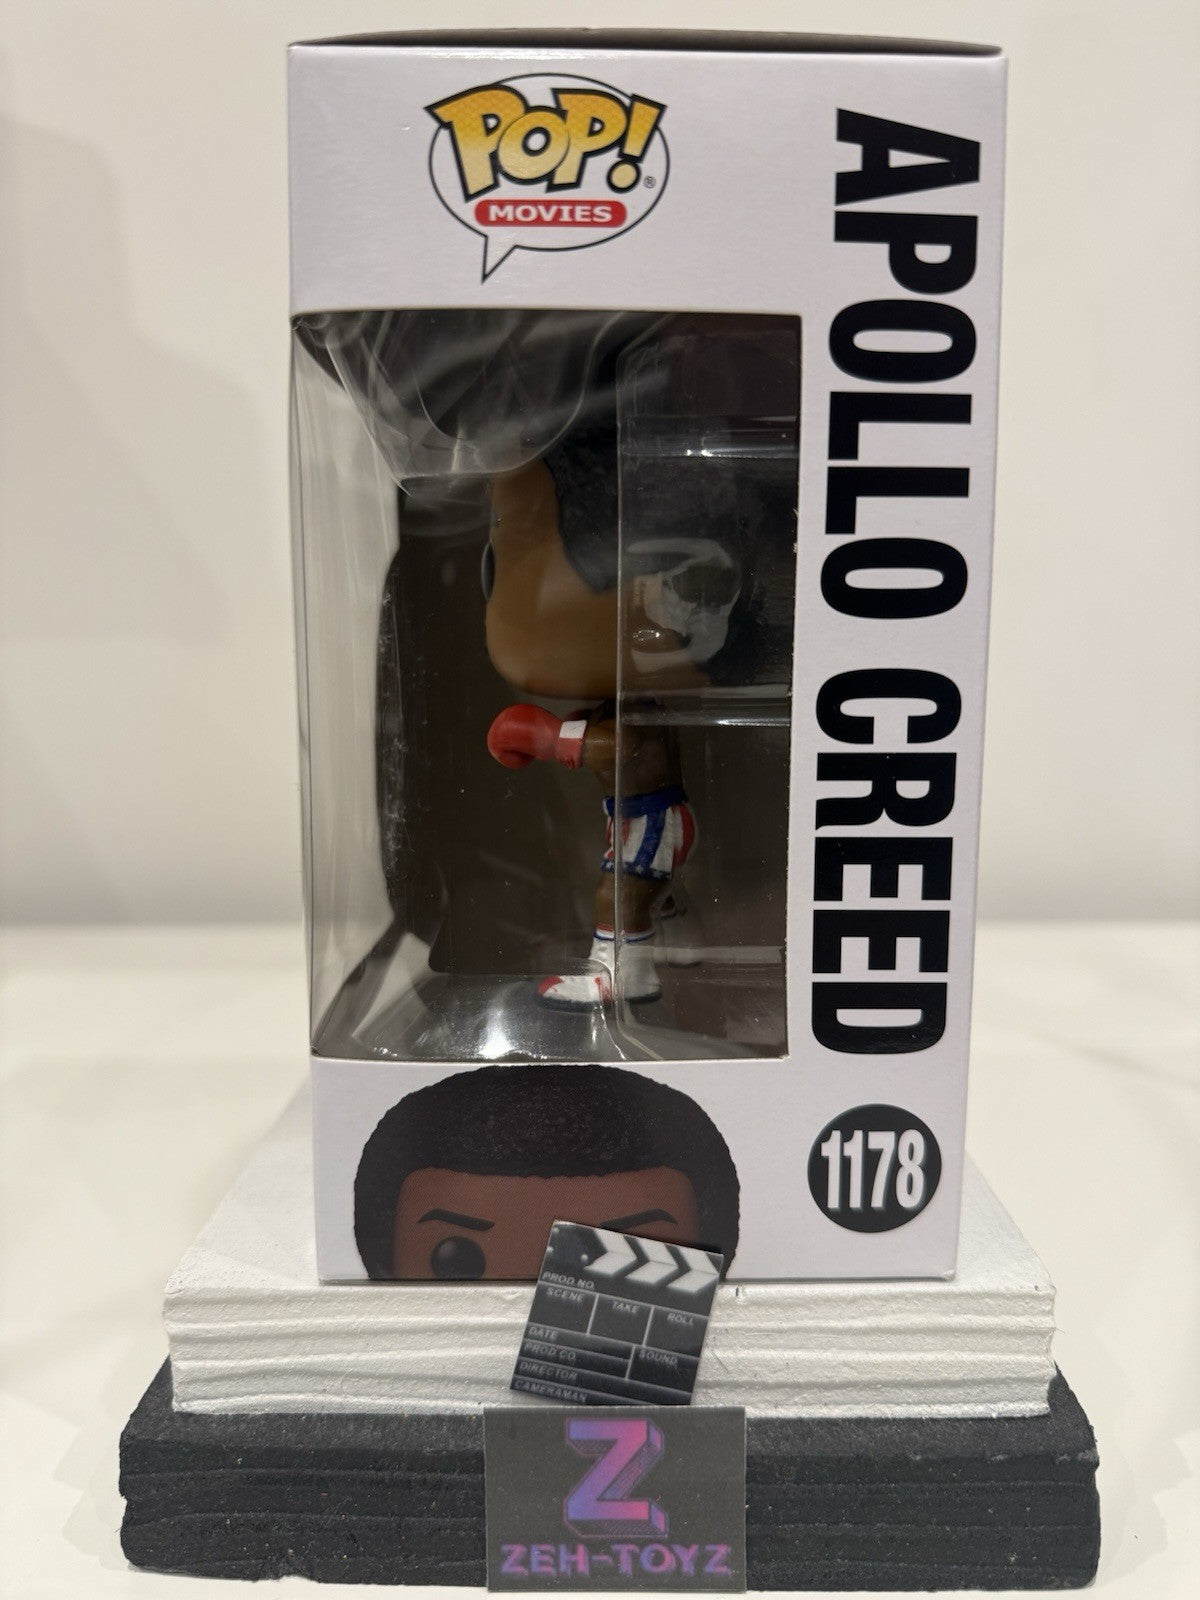 POP!®
MOVIES
APOLLO CREED
1178
PROD.NO.
SCENE TAKE ROLL
DATE
PROD.CO. SOUND
DIRECTOR
CAMERAMAN
Z
ZEH-TOYZ